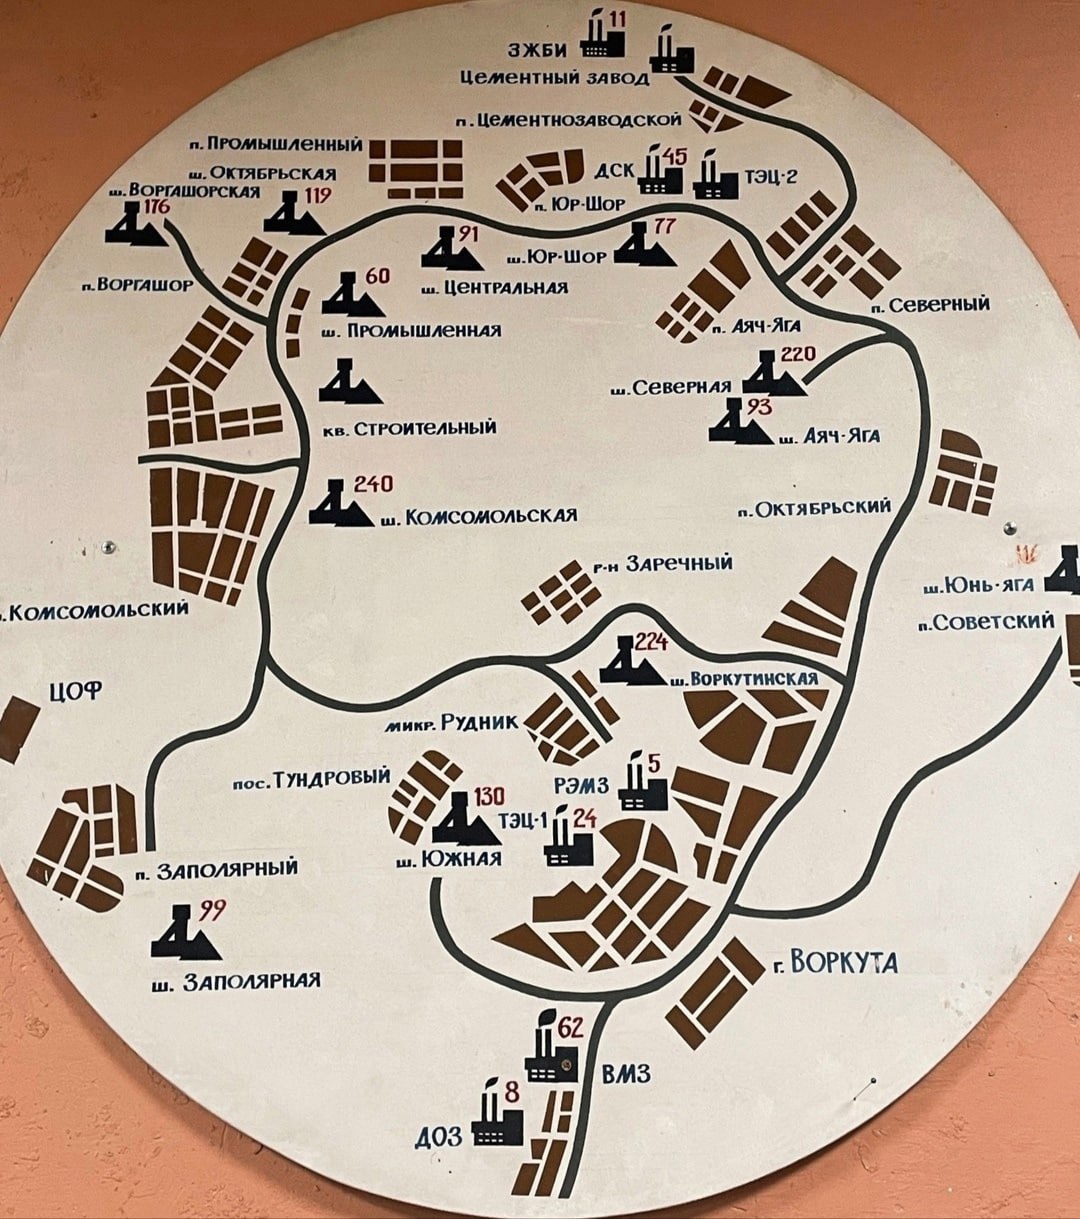 11
ЗЖБИ
ЦЕМЕНТНЫЙ ЗАВОД
п. ЦЕМЕНТНОЗАВОДСКОЙ
п. ПРОМЫШЛЕННЫЙ
ш. ОКТЯБРЬСКАЯ
119
ш. ВОРГАШОРСКАЯ
176
ДСК
45
ТЭЦ-2
п. ЮР-ШОР
91
ш. ЦЕНТРАЛЬНАЯ
ш. ЮР-ШОР
77
п. ВОРГАШОР
60
ш. ПРОМЫШЛЕННАЯ
п. СЕВЕРНЫЙ
п. АЯЧ-ЯГА
220
ш. СЕВЕРНАЯ
93
ш. АЯЧ-ЯГА
кв. СТРОИТЕЛЬНЫЙ
240
ш. КОМСОМОЛЬСКАЯ
п. ОКТЯБРЬСКИЙ
р-н ЗАРЕЧНЫЙ
ш. ЮНЬ-ЯГА
п. СОВЕТСКИЙ
. КОМСОМОЛЬСКИЙ
224
ш. ВОРКУТИНСКАЯ
ЦОФ
микр. РУДНИК
пос. ТУНДРОВЫЙ
РЭМЗ
5
130
ТЭЦ-1
24
ш. ЮЖНАЯ
п. ЗАПОЛЯРНЫЙ
99
ш. ЗАПОЛЯРНАЯ
г. ВОРКУТА
62
ВМЗ
8
ДОЗ